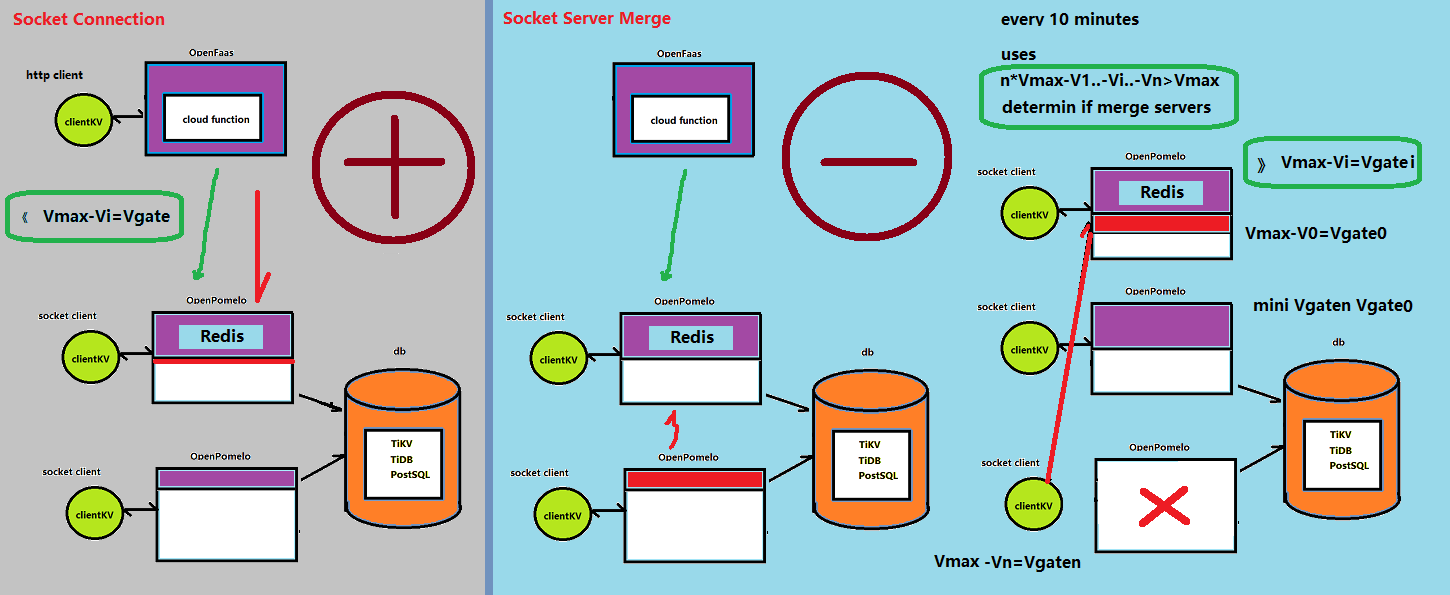 Socket Connection
OpenFaas
http client
clientKV
cloud function
《 Vmax-Vi=Vgate
OpenPomelo
socket client
Redis
clientKV
db
TiKV
TiDB
PostSQL
OpenPomelo
socket client
clientKV
Socket Server Merge
OpenFaas
cloud function
OpenPomelo
socket client
Redis
clientKV
db
TiKV
TiDB
PostSQL
OpenPomelo
socket client
clientKV
every 10 minutes
uses
n*Vmax-V1..-Vi..-Vn>Vmax
determin if merge servers
OpenPomelo
》 Vmax-Vi=Vgatei
socket client
Redis
clientKV
Vmax-V0=Vgate0
OpenPomelo
socket client
mini Vgaten Vgate0
clientKV
db
TiKV
TiDB
PostSQL
OpenPomelo
socket client
clientKV
Vmax -Vn=Vgaten